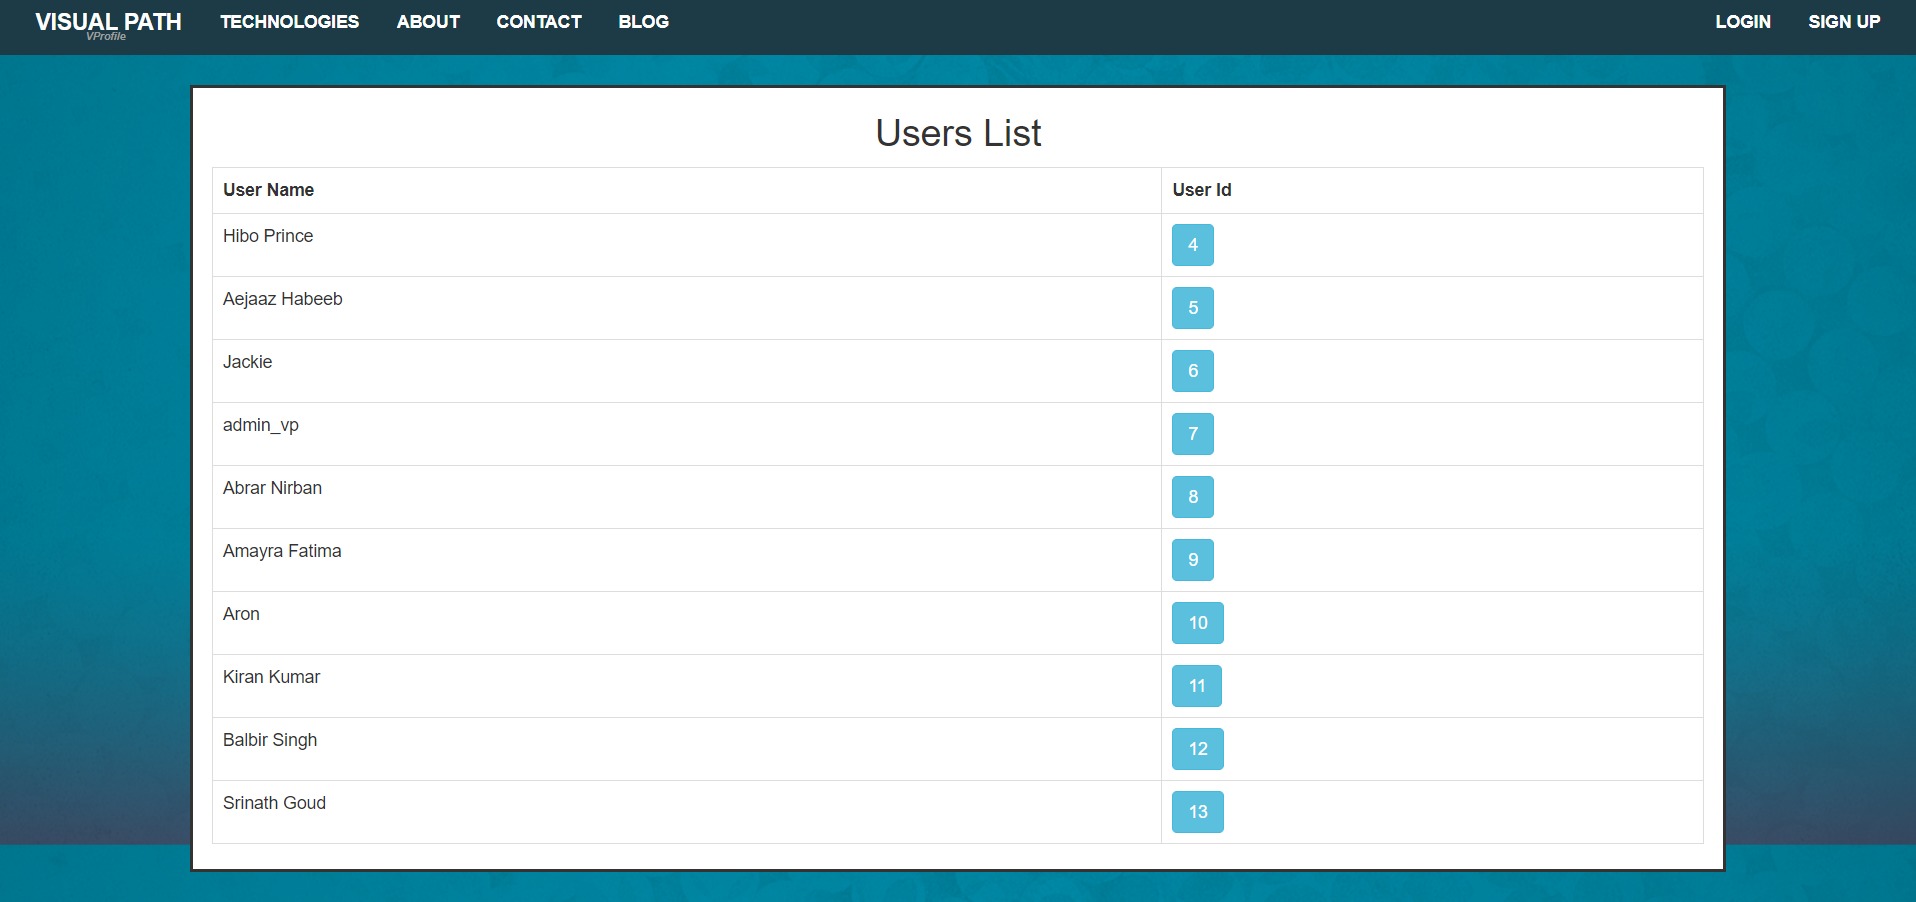 VISUAL PATH TECHNOLOGIES ABOUT CONTACT BLOG LOGIN SIGN UP
VProfile
Users List
User Name User Id
Hibo Prince 4
Aejaaz Habeeb 5
Jackie 6
admin_vp 7
Abrar Nirban 8
Amayra Fatima 9
Aron 10
Kiran Kumar 11
Balbir Singh 12
Srinath Goud 13